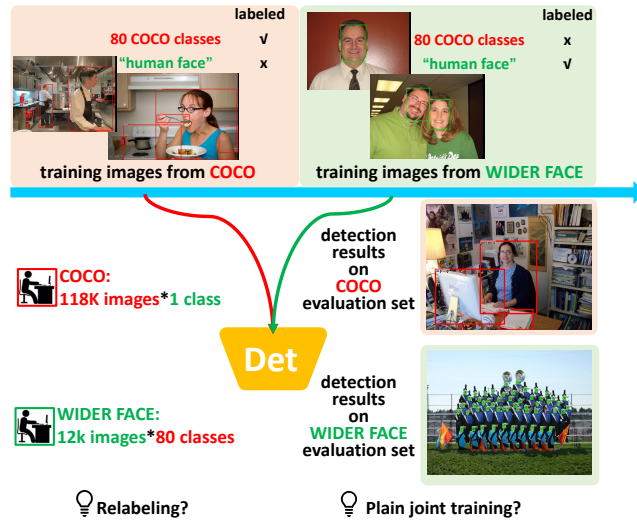 labeled
80 COCO classes √
“human face” x
training images from COCO
labeled
80 COCO classes x
“human face” √
training images from WIDER FACE
COCO:
118K images*1 class
detection
results
on
COCO
evaluation set
Det
WIDER FACE:
12k images*80 classes
detection
results
on
WIDER FACE
evaluation set
Relabeling?
Plain joint training?